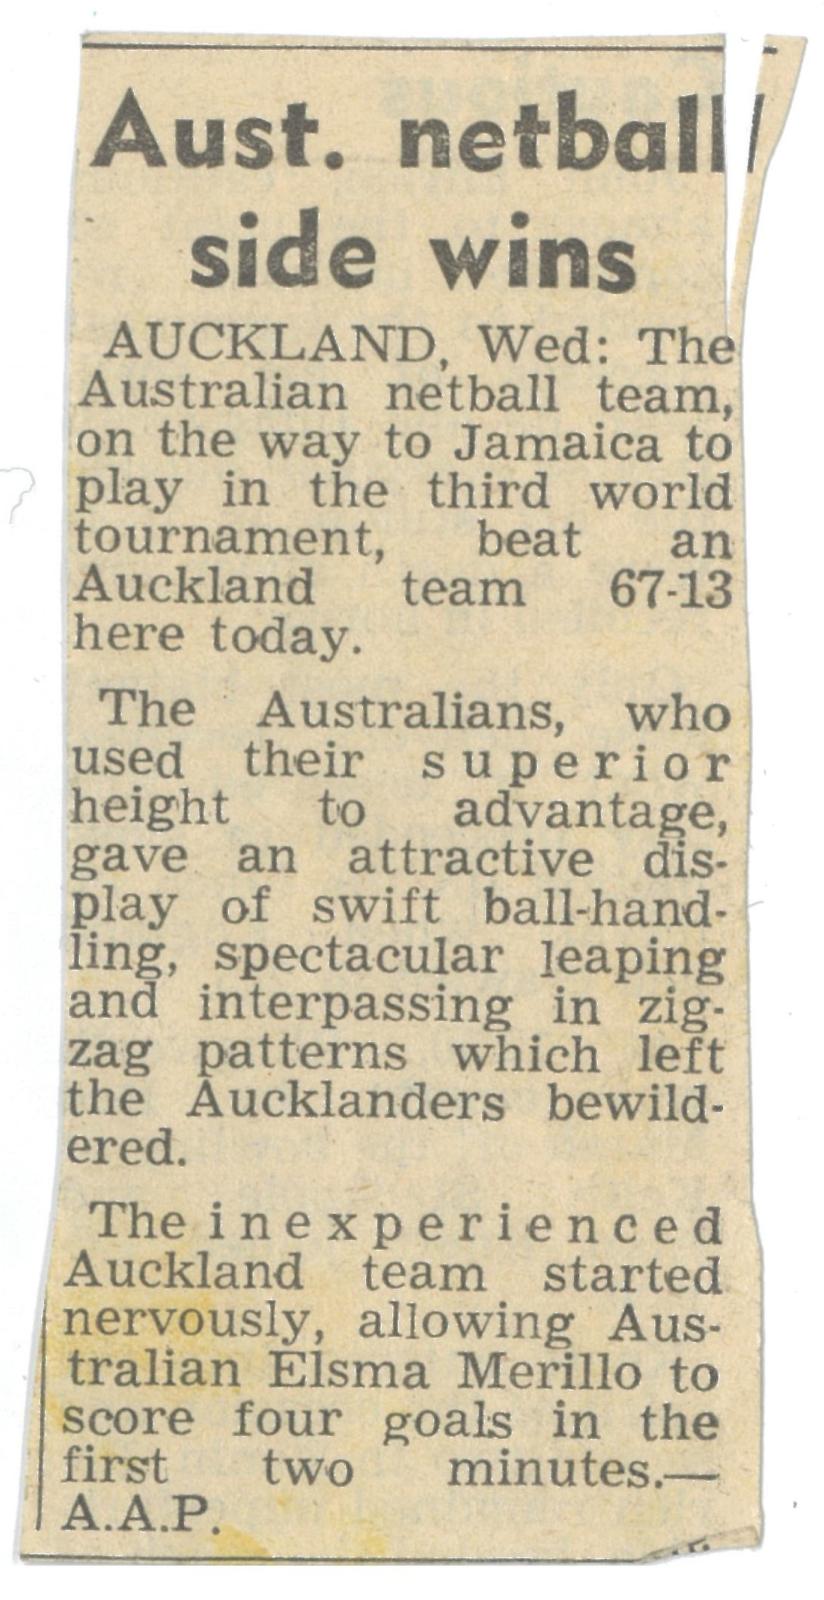 Aust. netball
side wins
AUCKLAND, Wed: The
Australian netball team,
on the way to Jamaica to
play in the third world
tournament, beat an
Auckland team 67-13
here today.
The Australians, who
used their superior
height to advantage,
gave an attractive dis-
play of swift ball-hand-
ling, spectacular leaping
and interpassing in zig-
zag patterns which left
the Aucklanders bewild-
ered.
The inexperienced
Auckland team started
nervously, allowing Aus-
tralian Elsma Merillo to
score four goals in the
first two minutes.—
A.A.P.